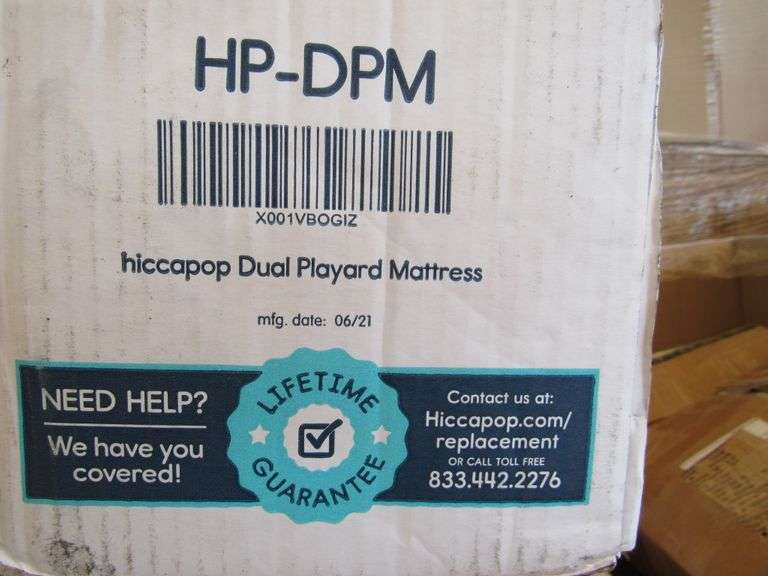 HP-DPM
X001VBOGIZ
hiccapop Dual Playard Mattress
mfg. date: 06/21
NEED HELP?
We have you
covered!
LIFETIME
GUARANTEE
Contact us at:
Hiccapop.com/
replacement
OR CALL TOLL FREE
833.442.2276